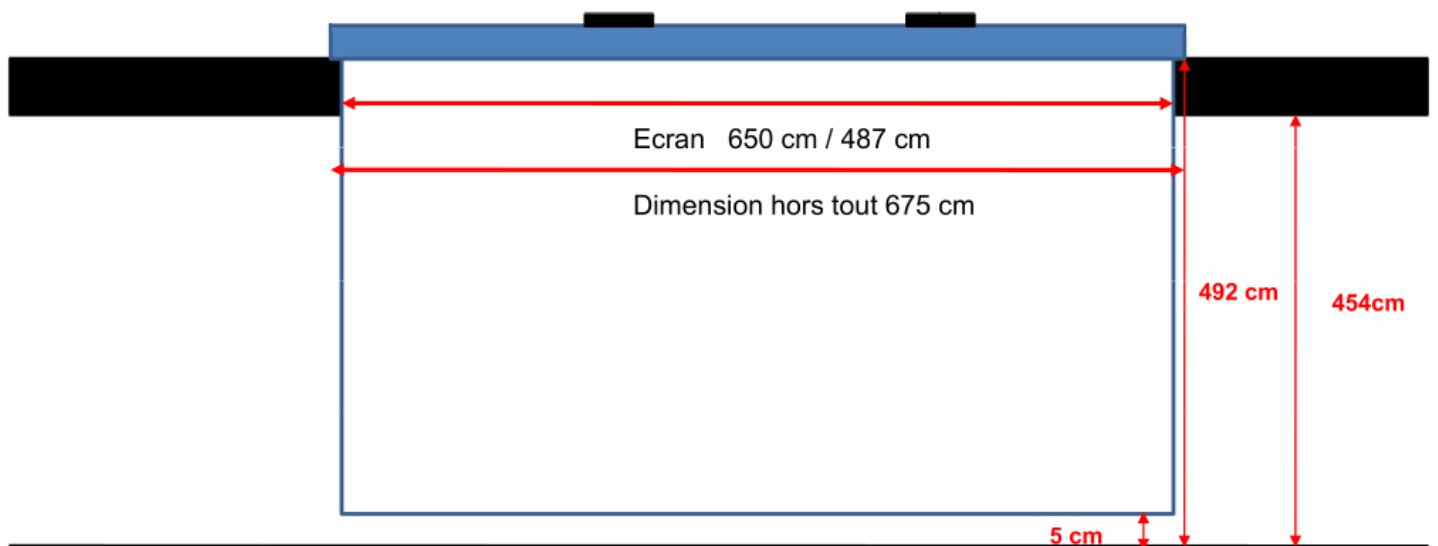 Ecran 650 cm / 487 cm
Dimension hors tout 675 cm
492 cm
454cm
5 cm